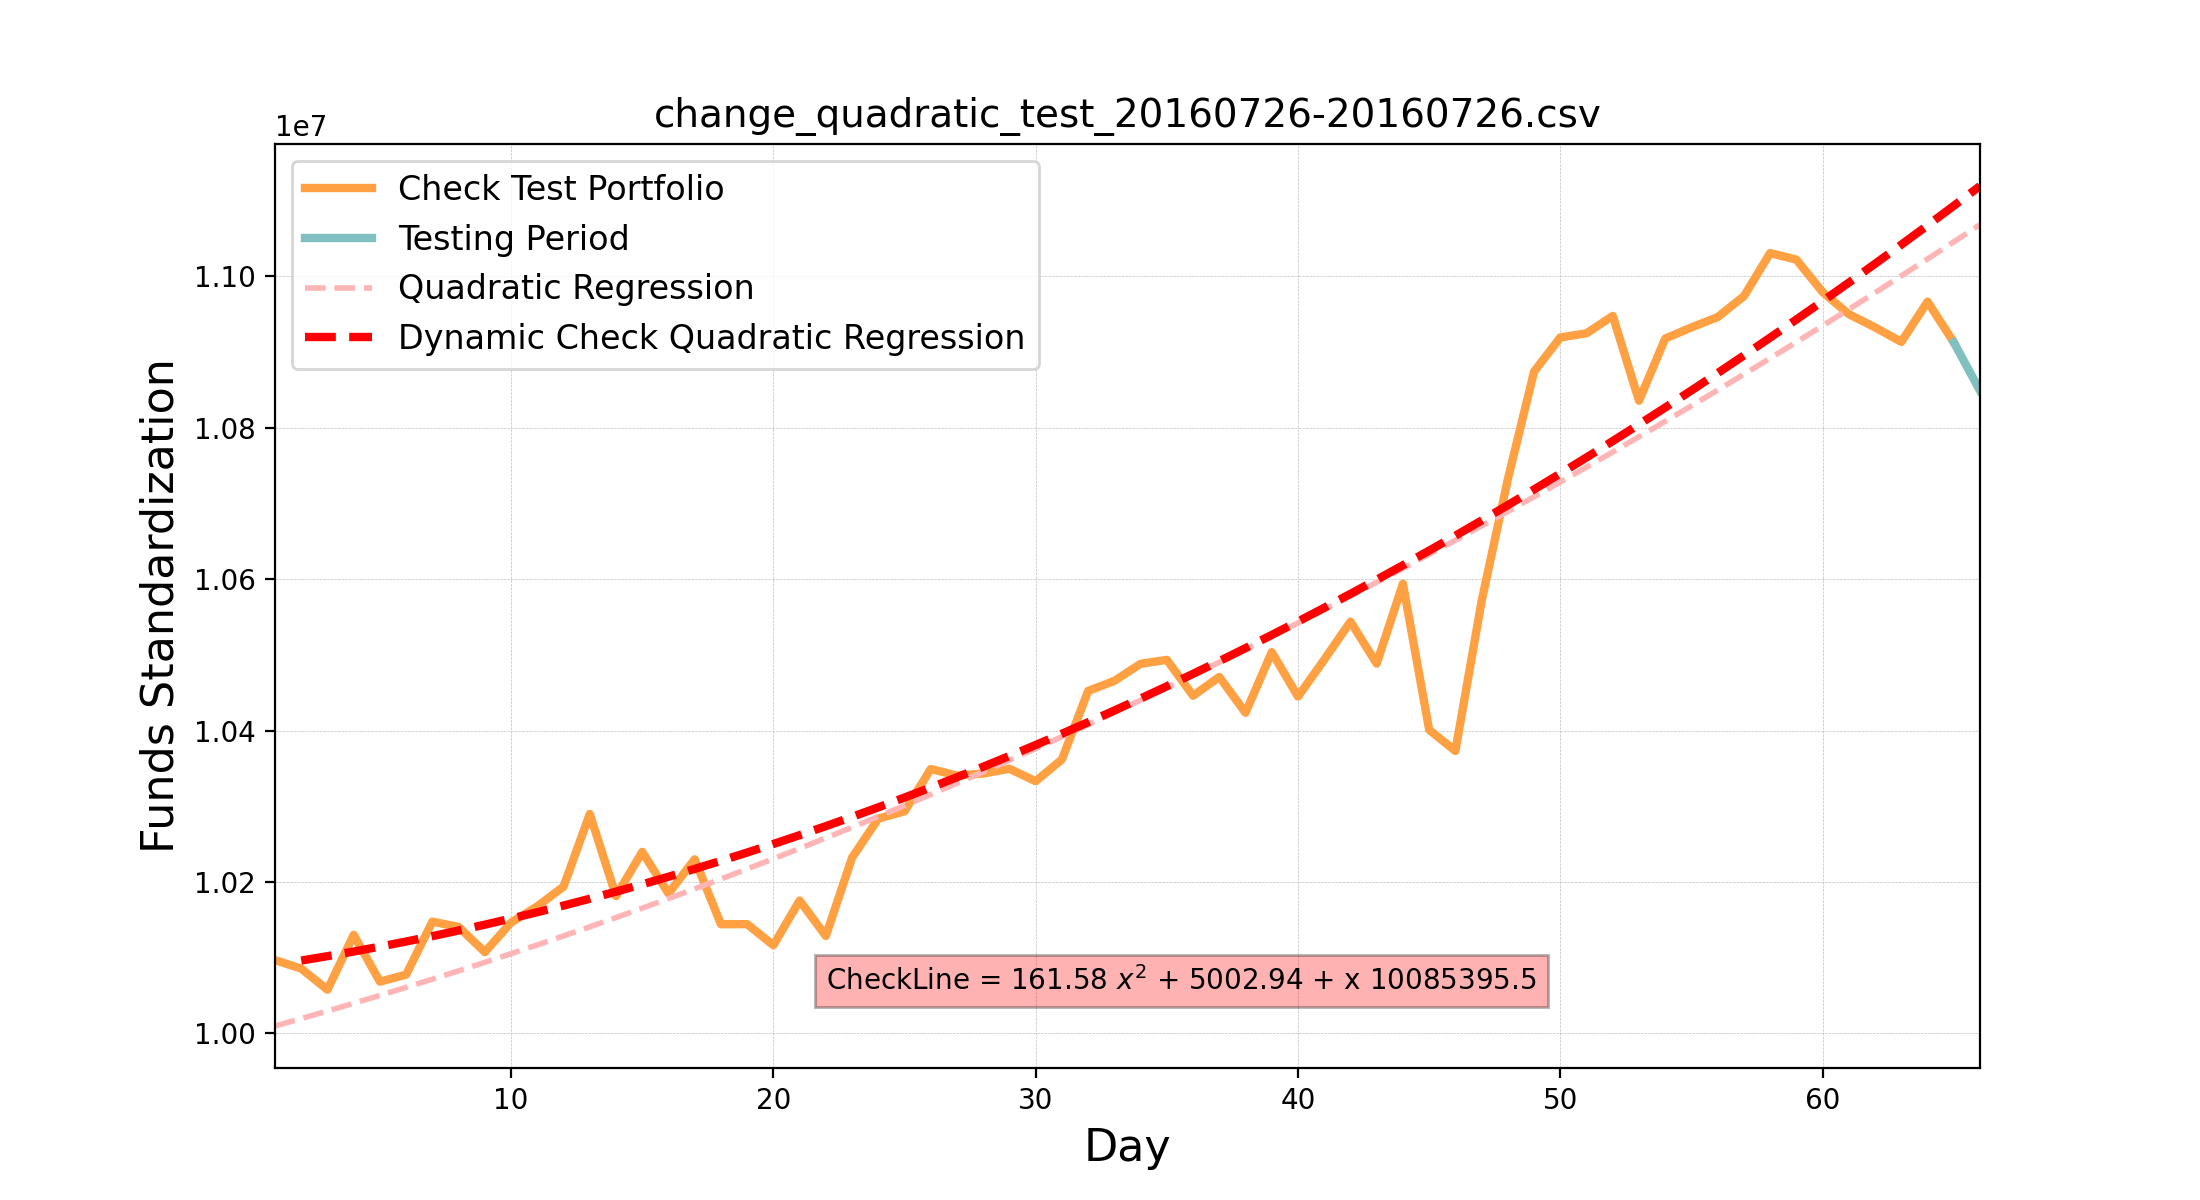 change_quadratic_test_20160726-20160726.csv
1e7
Check Test Portfolio
Testing Period
Quadratic Regression
Dynamic Check Quadratic Regression
1.10
1.08
1.06
1.04
1.02
1.00
Funds Standardization
CheckLine = 161.58 x² + 5002.94 + x 10085395.5
10 20 30 40 50 60
Day